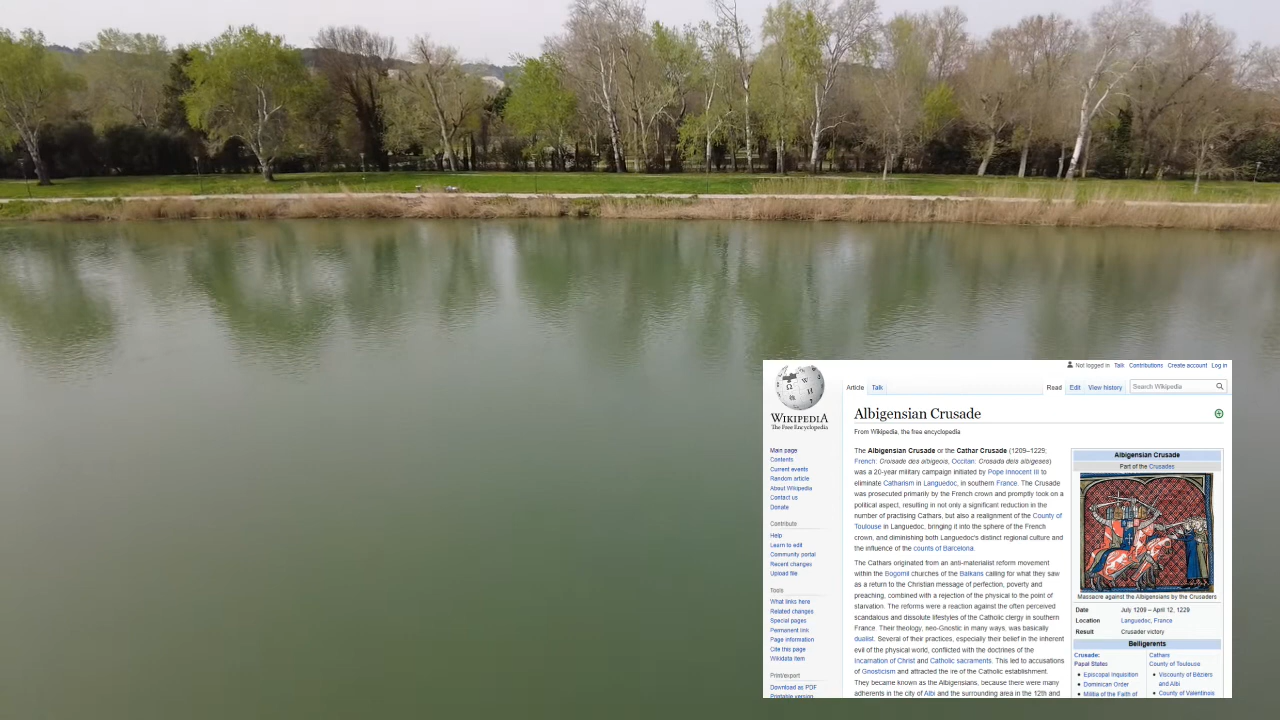 Not logged in Talk Contributions Create account Log in
Article Talk Read Edit View history Search Wikipedia
WIKIPEDIA
The Free Encyclopedia
Main page
Contents
Current events
Random article
About Wikipedia
Contact us
Donate
Contribute
Help
Learn to edit
Community portal
Recent changes
Upload file
Tools
What links here
Related changes
Special pages
Permanent link
Page information
Cite this page
Wikidata item
Print/export
Download as PDF
Printable version
Albigensian Crusade
From Wikipedia, the free encyclopedia
The Albigensian Crusade or the Cathar Crusade (1209–1229;
French: Croisade des albigeois, Occitan: Crosada dels albigeses)
was a 20-year military campaign initiated by Pope Innocent III to
eliminate Catharism in Languedoc, in southern France. The Crusade
was prosecuted primarily by the French crown and promptly took on a
political aspect, resulting in not only a significant reduction in the
number of practising Cathars, but also a realignment of the County of
Toulouse in Languedoc, bringing it into the sphere of the French
crown, and diminishing both Languedoc's distinct regional culture and
the influence of the counts of Barcelona.
The Cathars originated from an anti-materialist reform movement
within the Bogomil churches of the Balkans calling for what they saw
as a return to the Christian message of perfection, poverty and
preaching, combined with a rejection of the physical to the point of
starvation. The reforms were a reaction against the often perceived
scandalous and dissolute lifestyles of the Catholic clergy in southern
France. Their theology, neo-Gnostic in many ways, was basically
dualist. Several of their practices, especially their belief in the inherent
evil of the physical world, conflicted with the doctrines of the
Incarnation of Christ and Catholic sacraments. This led to accusations
of Gnosticism and attracted the ire of the Catholic establishment.
They became known as the Albigensians, because there were many
adherents in the city of Albi and the surrounding area in the 12th and
Albigensian Crusade
Part of the Crusades
Massacre against the Albigensians by the Crusaders
Date July 1209 – April 12, 1229
Location Languedoc, France
Result Crusader victory
Belligerents
Crusade:
Papal States
Episcopal Inquisition
Dominican Order
Militia of the Faith of
Cathars
County of Toulouse
Viscounty of Béziers
and Albi
County of Valentinois